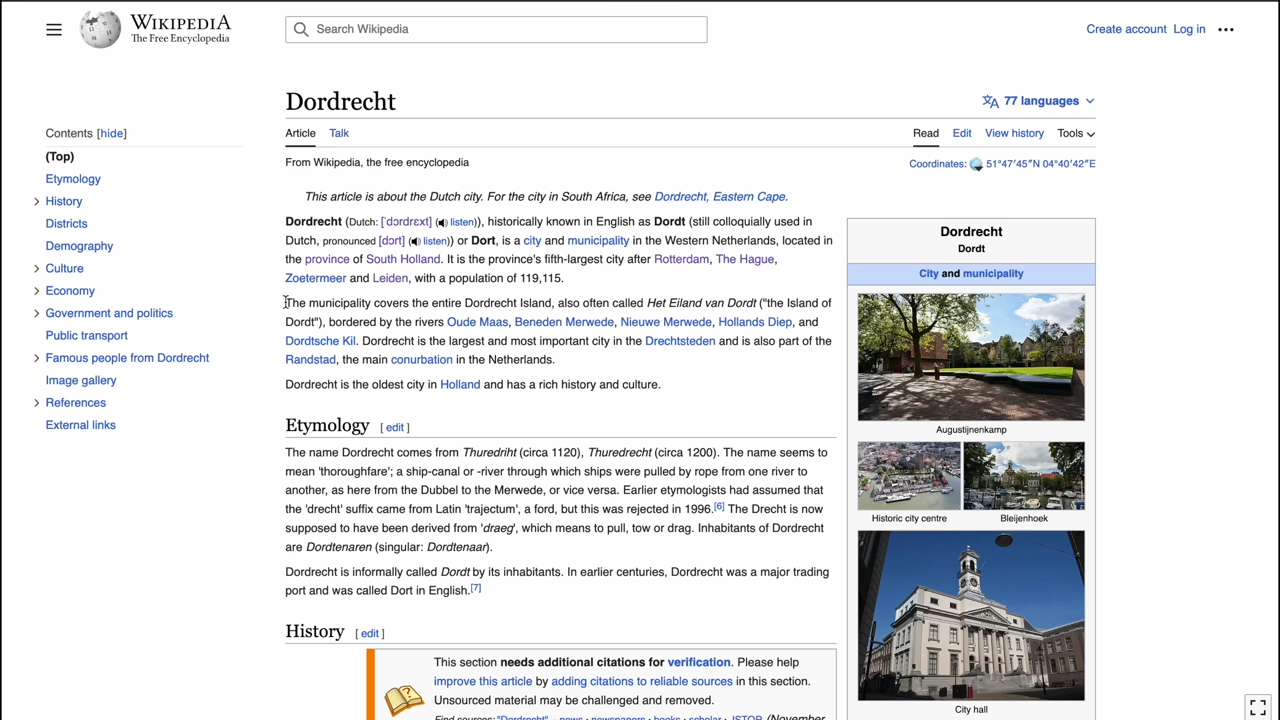 WIKIPEDIA
The Free Encyclopedia
Search Wikipedia
Create account Log in
Dordrecht
77 languages
Contents [hide]
Article Talk
Read Edit View history Tools
(Top)
From Wikipedia, the free encyclopedia
Coordinates: 51°47′45″N 04°40′42″E
Etymology
History
Districts
Demography
Culture
Economy
Government and politics
Public transport
Famous people from Dordrecht
Image gallery
References
External links
This article is about the Dutch city. For the city in South Africa, see Dordrecht, Eastern Cape.
Dordrecht (Dutch: [ˈdɔrdrɛxt] (listen)), historically known in English as Dordt (still colloquially used in
Dutch, pronounced [dɔrt] (listen)) or Dort, is a city and municipality in the Western Netherlands, located in
the province of South Holland. It is the province's fifth-largest city after Rotterdam, The Hague,
Zoetermeer and Leiden, with a population of 119,115.
The municipality covers the entire Dordrecht Island, also often called Het Eiland van Dordt ("the Island of
Dordt"), bordered by the rivers Oude Maas, Beneden Merwede, Nieuwe Merwede, Hollands Diep, and
Dordtsche Kil. Dordrecht is the largest and most important city in the Drechtsteden and is also part of the
Randstad, the main conurbation in the Netherlands.
Dordrecht is the oldest city in Holland and has a rich history and culture.
Etymology [ edit ]
The name Dordrecht comes from Thuredriht (circa 1120), Thuredrecht (circa 1200). The name seems to
mean 'thoroughfare'; a ship-canal or -river through which ships were pulled by rope from one river to
another, as here from the Dubbel to the Merwede, or vice versa. Earlier etymologists had assumed that
the 'drecht' suffix came from Latin 'trajectum', a ford, but this was rejected in 1996.[6] The Drecht is now
supposed to have been derived from 'draeg', which means to pull, tow or drag. Inhabitants of Dordrecht
are Dordtenaren (singular: Dordtenaar).
Dordrecht is informally called Dordt by its inhabitants. In earlier centuries, Dordrecht was a major trading
port and was called Dort in English.[7]
History [ edit ]
This section needs additional citations for verification. Please help
improve this article by adding citations to reliable sources in this section.
Unsourced material may be challenged and removed.
Find sources: "Dordrecht" – news · newspapers · books · scholar · JSTOR (November
Dordrecht
Dordt
City and municipality
Augustijnenkamp
Historic city centre
Bleijenhoek
City hall